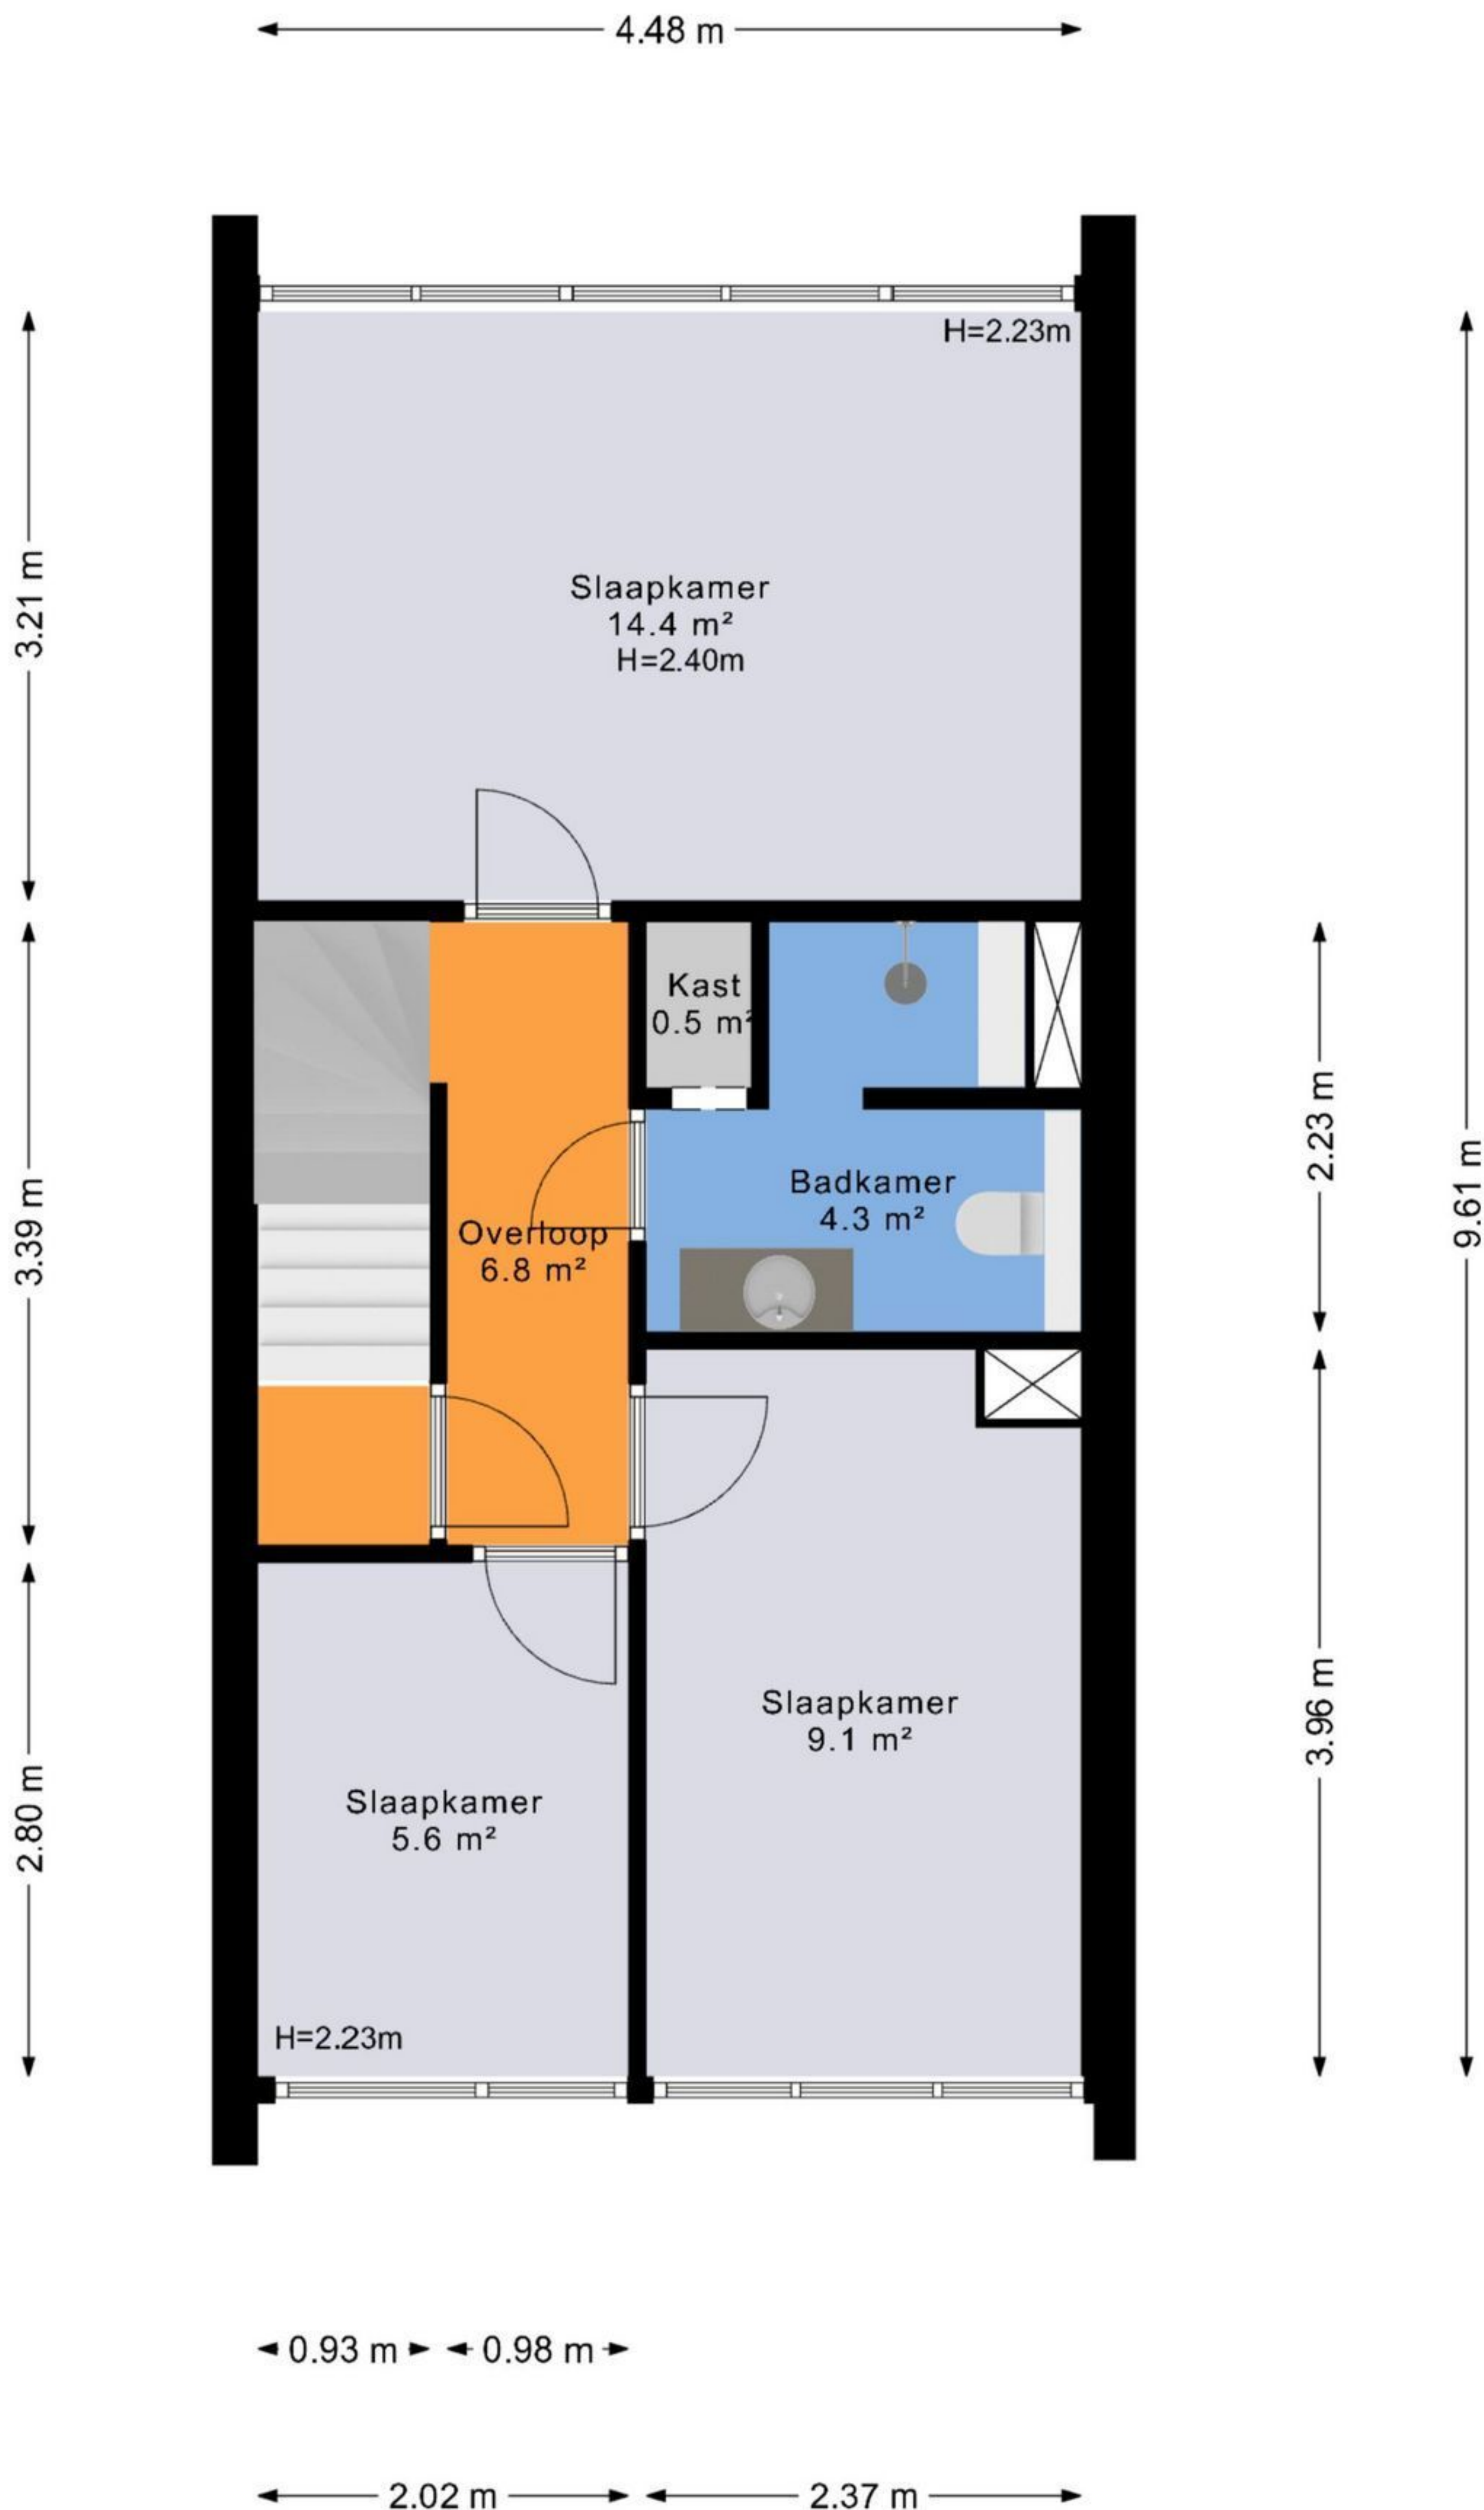 4.48 m
H=2.23m
3.21 m
Slaapkamer
14.4 m²
H=2.40m
Kast
0.5 m²
2.23 m
9.61 m
3.39 m
Badkamer
4.3 m²
Overloop
6.8 m²
3.96 m
Slaapkamer
9.1 m²
2.80 m
Slaapkamer
5.6 m²
H=2.23m
0.93 m
0.98 m
2.02 m
2.37 m